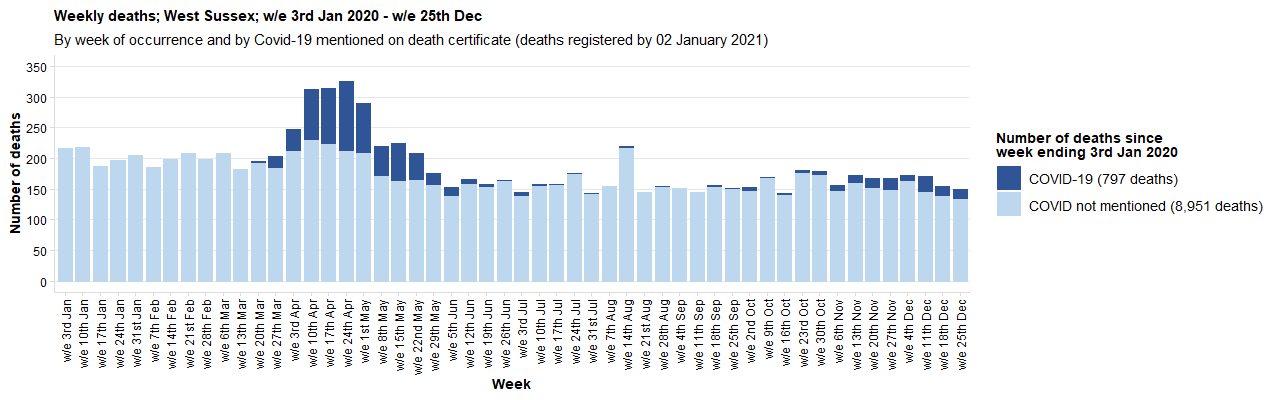 Weekly deaths; West Sussex; w/e 3rd Jan 2020 - w/e 25th Dec
By week of occurrence and by Covid-19 mentioned on death certificate (deaths registered by 02 January 2021)
Number of deaths
350
300
250
200
150
100
50
0
w/e 3rd Jan
w/e 10th Jan
w/e 17th Jan
w/e 24th Jan
w/e 31st Jan
w/e 7th Feb
w/e 14th Feb
w/e 21st Feb
w/e 28th Feb
w/e 6th Mar
w/e 13th Mar
w/e 20th Mar
w/e 27th Mar
w/e 3rd Apr
w/e 10th Apr
w/e 17th Apr
w/e 24th Apr
w/e 1st May
w/e 8th May
w/e 15th May
w/e 22nd May
w/e 29th May
w/e 5th Jun
w/e 12th Jun
w/e 19th Jun
w/e 26th Jun
w/e 3rd Jul
w/e 10th Jul
w/e 17th Jul
w/e 24th Jul
w/e 31st Jul
w/e 7th Aug
w/e 14th Aug
w/e 21st Aug
w/e 28th Aug
w/e 4th Sep
w/e 11th Sep
w/e 18th Sep
w/e 25th Sep
w/e 2nd Oct
w/e 9th Oct
w/e 16th Oct
w/e 23rd Oct
w/e 30th Oct
w/e 6th Nov
w/e 13th Nov
w/e 20th Nov
w/e 27th Nov
w/e 4th Dec
w/e 11th Dec
w/e 18th Dec
w/e 25th Dec
Week
Number of deaths since
week ending 3rd Jan 2020
COVID-19 (797 deaths)
COVID not mentioned (8,951 deaths)